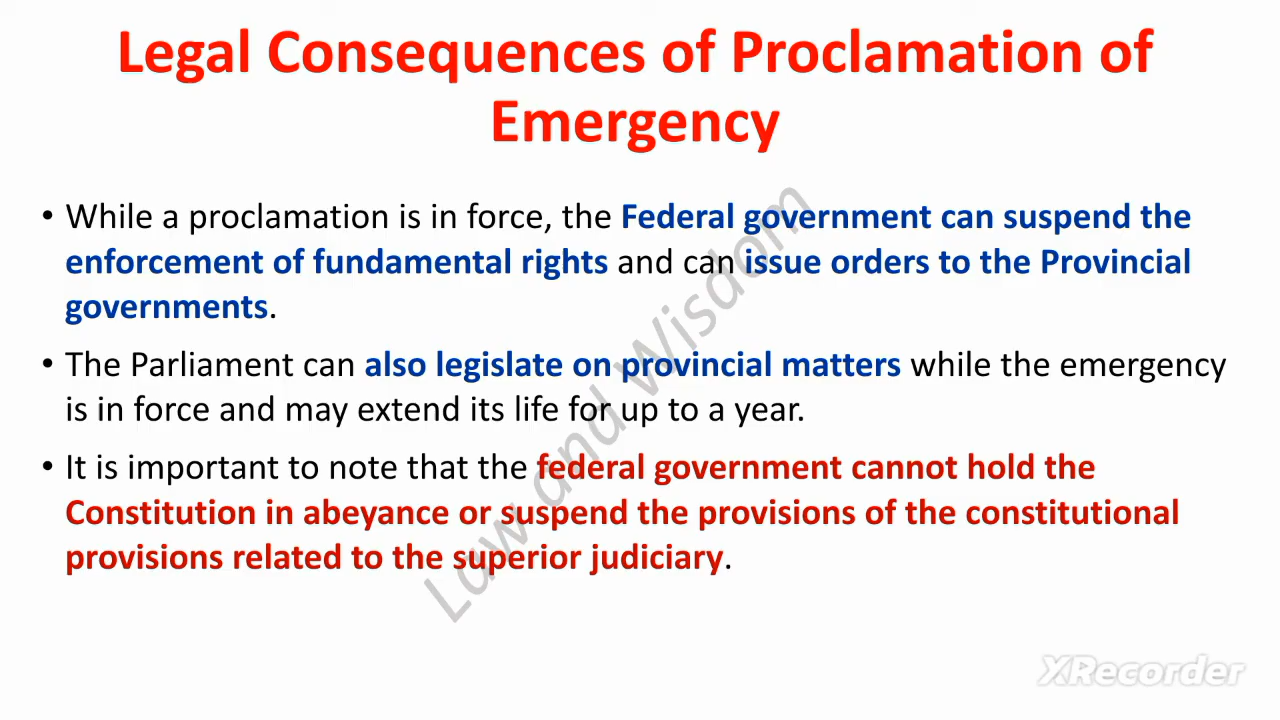 Legal Consequences of Proclamation of
Emergency
• While a proclamation is in force, the Federal government can suspend the
enforcement of fundamental rights and can issue orders to the Provincial
governments.
• The Parliament can also legislate on provincial matters while the emergency
is in force and may extend its life for up to a year.
• It is important to note that the federal government cannot hold the
Constitution in abeyance or suspend the provisions of the constitutional
provisions related to the superior judiciary.
Law and Wisdom
XRecorder